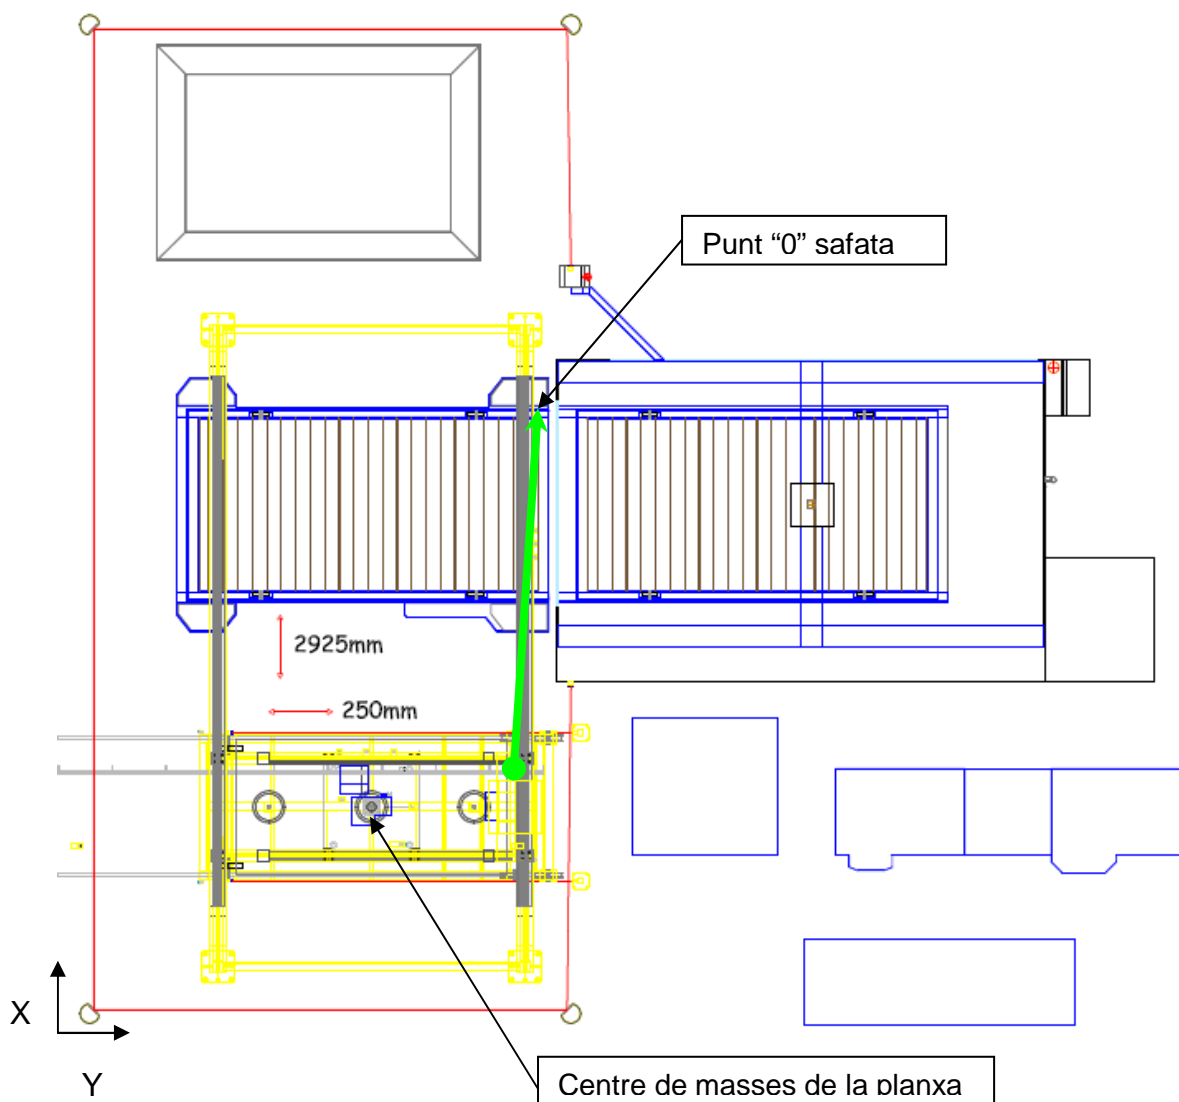 Punt “0” safata
2925mm
250mm
X
Y
Centre de masses de la planxa